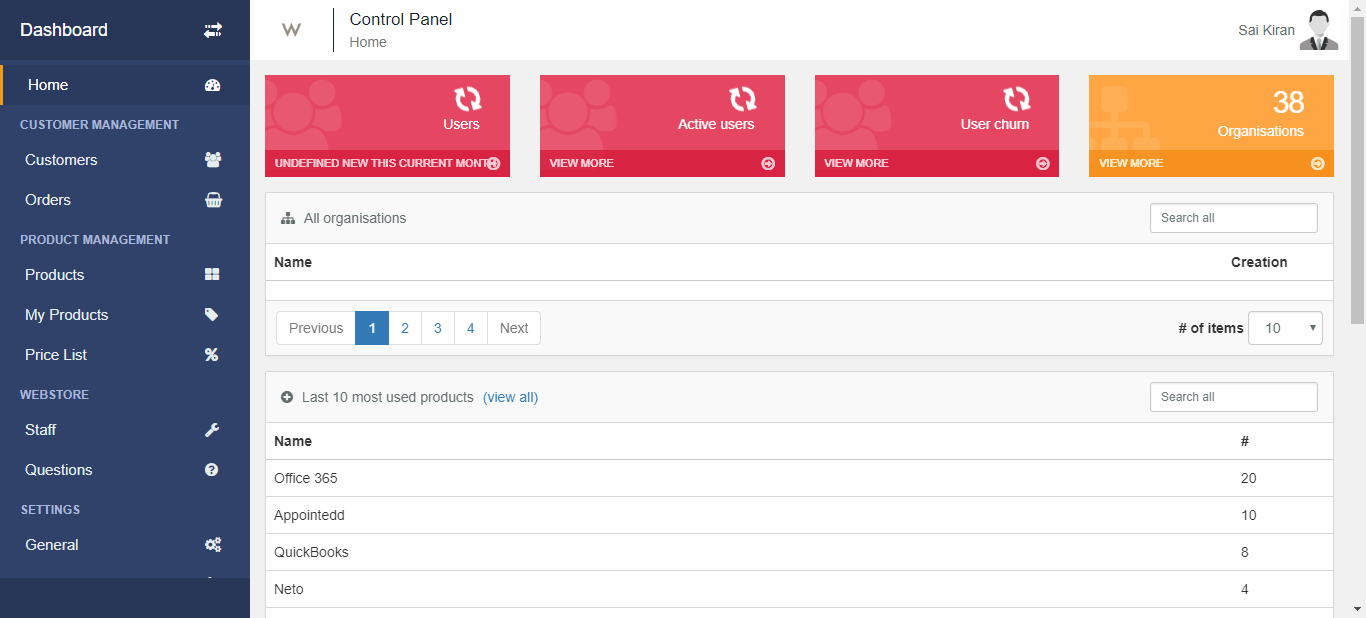 Dashboard
Home
CUSTOMER MANAGEMENT
Customers
Orders
PRODUCT MANAGEMENT
Products
My Products
Price List
WEBSTORE
Staff
Questions
SETTINGS
General
W
Control Panel
Home
Sai Kiran
Users
UNDEFINED NEW THIS CURRENT MONT
Active users
VIEW MORE
User churn
VIEW MORE
38
Organisations
VIEW MORE
All organisations Search all
Name Creation
Previous 1 2 3 4 Next # of items 10
Last 10 most used products (view all) Search all
Name #
Office 365 20
Appointedd 10
QuickBooks 8
Neto 4